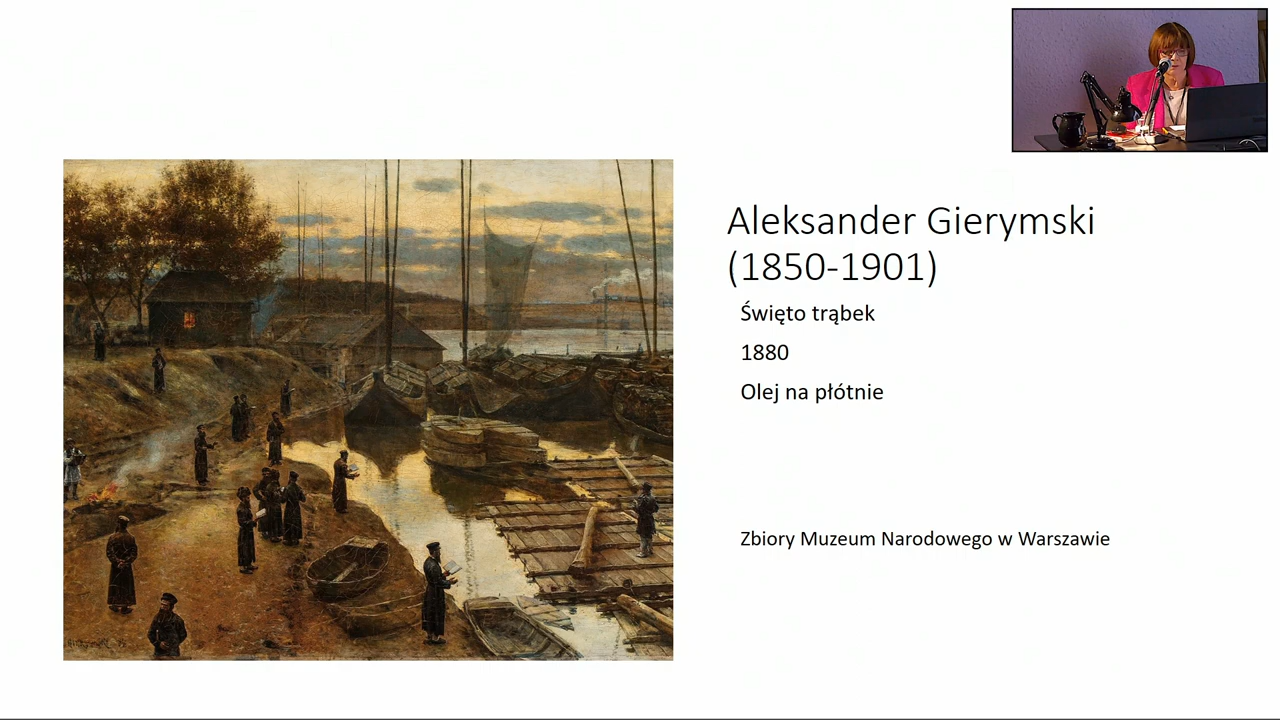 Aleksander Gierymski
(1850-1901)
Święto trąbek
1880
Olej na płótnie
Zbiory Muzeum Narodowego w Warszawie